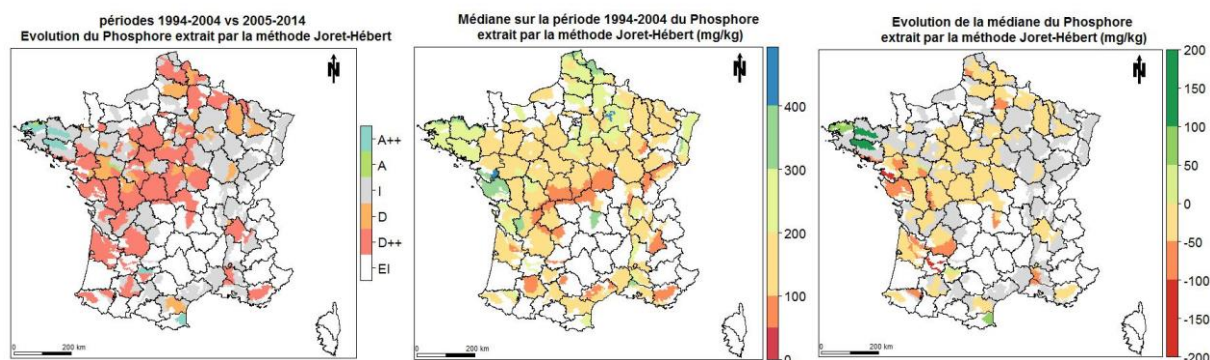 périodes 1994-2004 vs 2005-2014
Evolution du Phosphore extrait par la méthode Joret-Hébert
N
A++
A
I
D
D++
EI
0 200 km
Médiane sur la période 1994-2004 du Phosphore
extrait par la méthode Joret-Hébert (mg/kg)
N
400
300
200
100
0
0 200 km
Evolution de la médiane du Phosphore
extrait par la méthode Joret-Hébert (mg/kg)
N
200
150
100
50
0
-50
-100
-150
-200
0 200 km